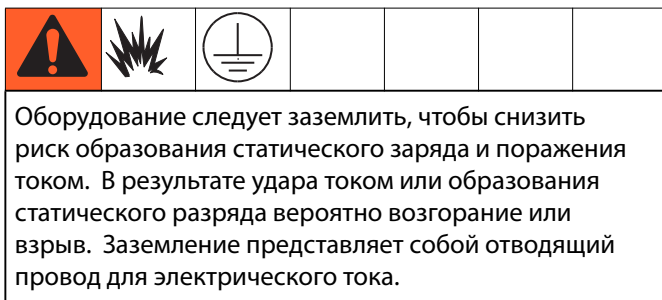 Оборудование следует заземлить, чтобы снизить
риск образования статического заряда и поражения
током. В результате удара током или образования
статического разряда вероятно возгорание или
взрыв. Заземление представляет собой отводящий
провод для электрического тока.